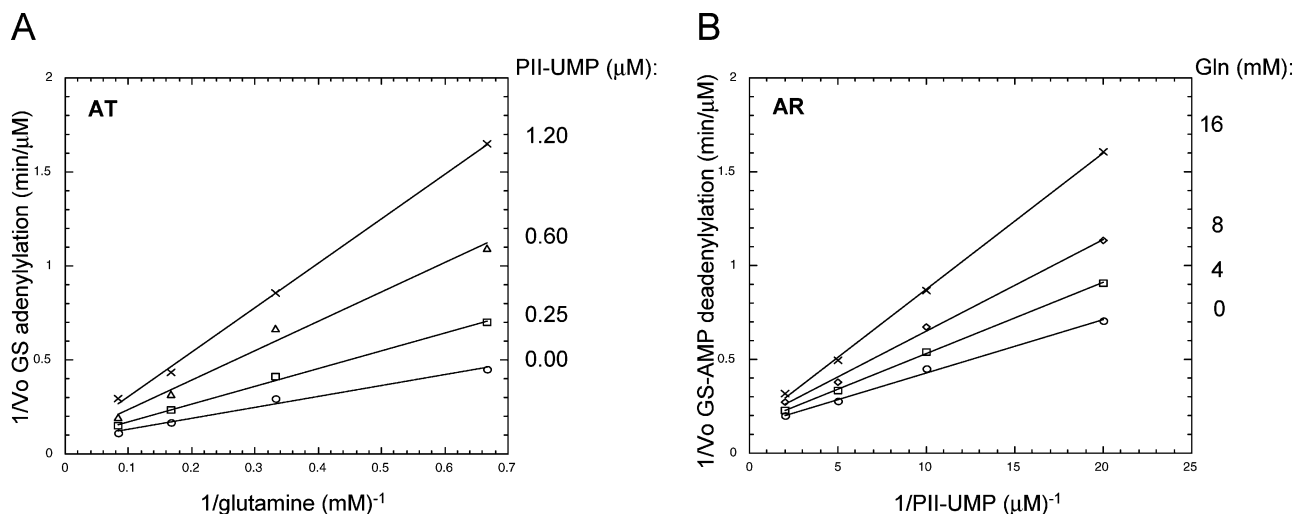 A
PII-UMP (μM):
AT
1/Vo GS adenylylation (min/μM)
2
1.5
1
0.5
0
0 0.1 0.2 0.3 0.4 0.5 0.6 0.7
1/glutamine (mM)-1
1.20
0.60
0.25
0.00
B
Gln (mM):
AR
1/Vo GS-AMP deadenylylation (min/μM)
2
1.5
1
0.5
0
0 5 10 15 20 25
1/PII-UMP (μM)-1
16
8
4
0